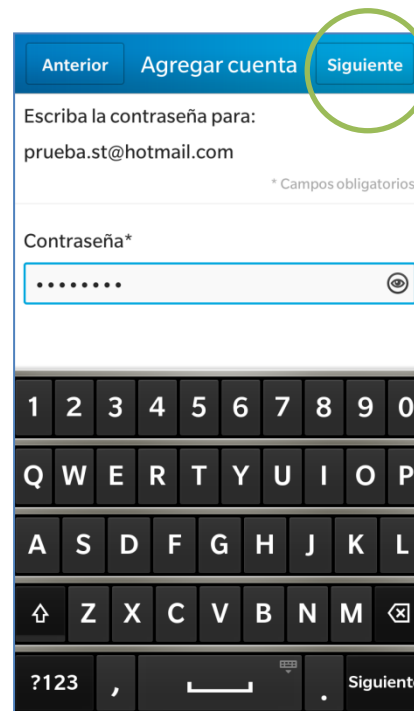 Anterior Agregar cuenta Siguiente
Escriba la contraseña para:
prueba.st@hotmail.com
* Campos obligatorios
Contraseña*
••••••••
1 2 3 4 5 6 7 8 9 0
Q W E R T Y U I O P
A S D F G H J K L
Z X C V B N M
?123 , . Siguiente